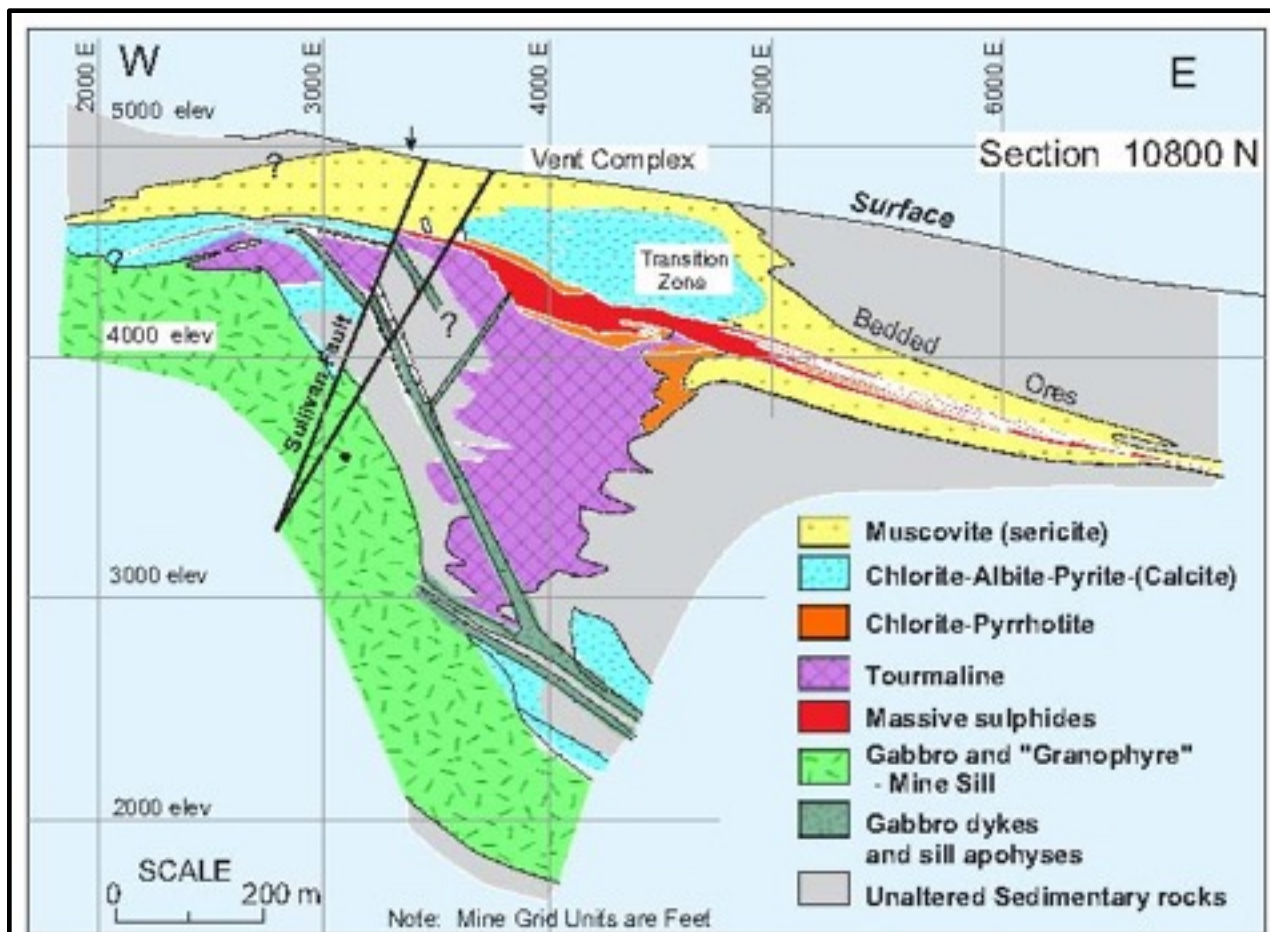 2000 E
3000 E
4000 E
5000 E
6000 E
W
E
5000 elev
Section 10800 N
Vent Complex
?
Surface
Transition
Zone
?
4000 elev
?
Bedded
Ores
Sullivan Fault
Muscovite (sericite)
Chlorite-Albite-Pyrite-(Calcite)
3000 elev
Chlorite-Pyrrhotite
Tourmaline
Massive sulphides
Gabbro and "Granophyre"
- Mine Sill
2000 elev
Gabbro dykes
and sill apohyses
SCALE
0 200 m
Unaltered Sedimentary rocks
Note: Mine Grid Units are Feet